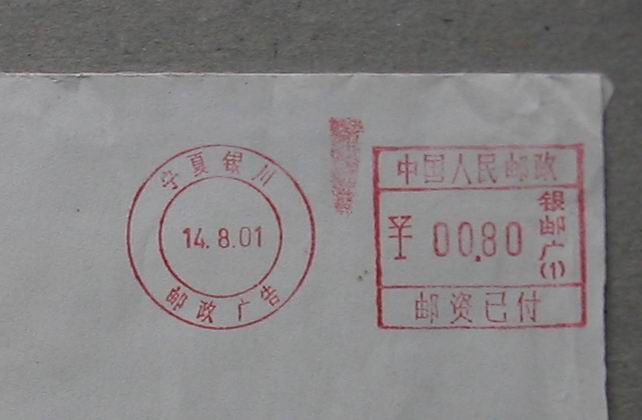 宁夏银川
14.8.01
邮政广告
中国人民邮政
¥ 00.80
银邮广(1)
邮资已付